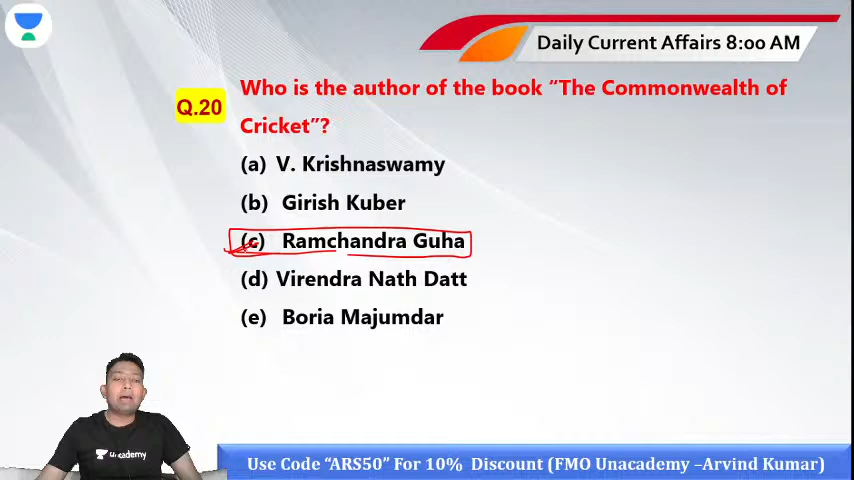 Daily Current Affairs 8:00 AM
Q.20
Who is the author of the book “The Commonwealth of
Cricket”?
(a) V. Krishnaswamy
(b) Girish Kuber
(c) Ramchandra Guha
(d) Virendra Nath Datt
(e) Boria Majumdar
unacademy
Use Code “ARS50” For 10% Discount (FMO Unacademy –Arvind Kumar)